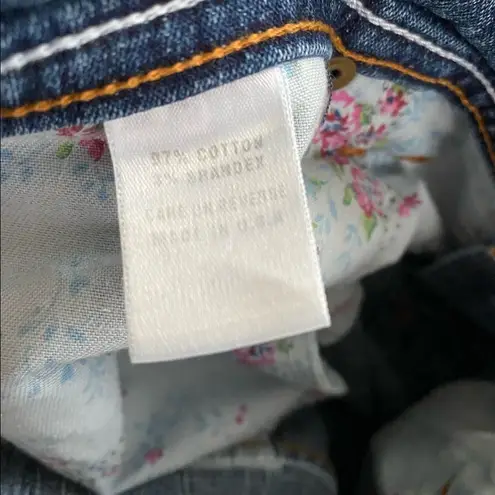 97% COTTON
3% SPANDEX
CARE ON REVERSE
MADE IN U.S.A